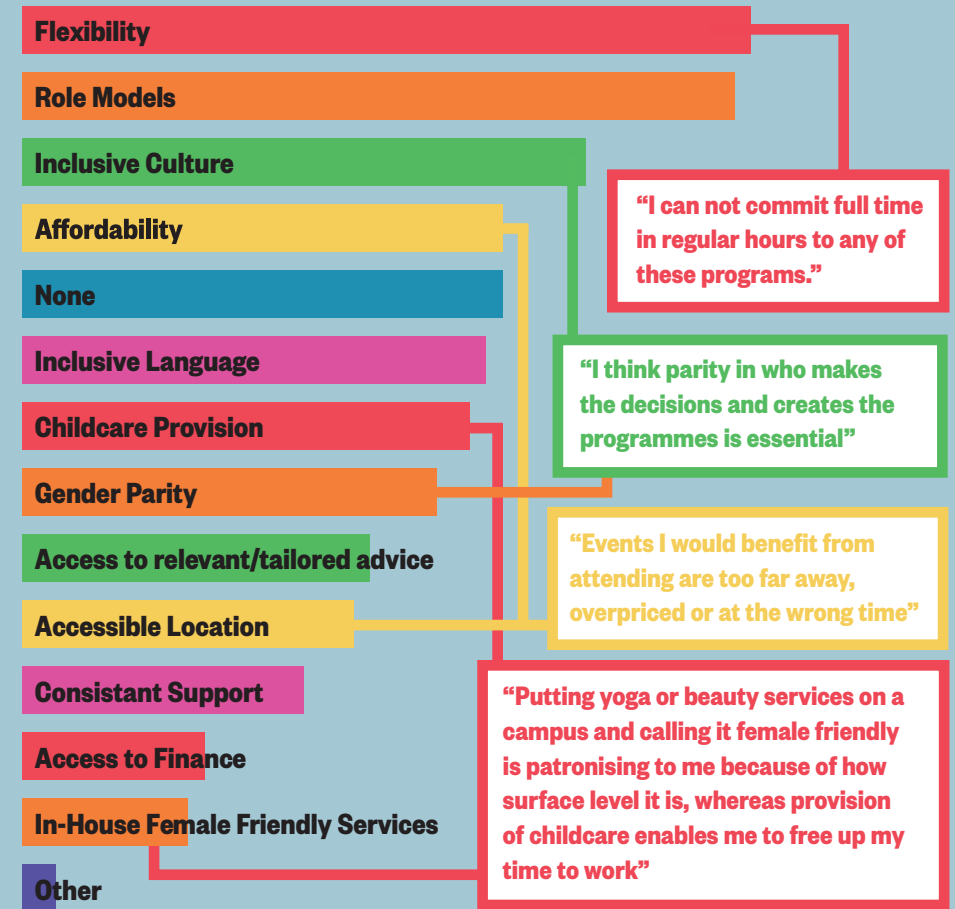 Flexibility
Role Models
Inclusive Culture
Affordability
None
Inclusive Language
Childcare Provision
Gender Parity
Access to relevant/tailored advice
Accessible Location
Consistant Support
Access to Finance
In-House Female Friendly Services
Other
“I can not commit full time
in regular hours to any of
these programs.”
“I think parity in who makes
the decisions and creates the
programmes is essential”
“Events I would benefit from
attending are too far away,
overpriced or at the wrong time”
“Putting yoga or beauty services on a
campus and calling it female friendly
is patronising to me because of how
surface level it is, whereas provision
of childcare enables me to free up my
time to work”